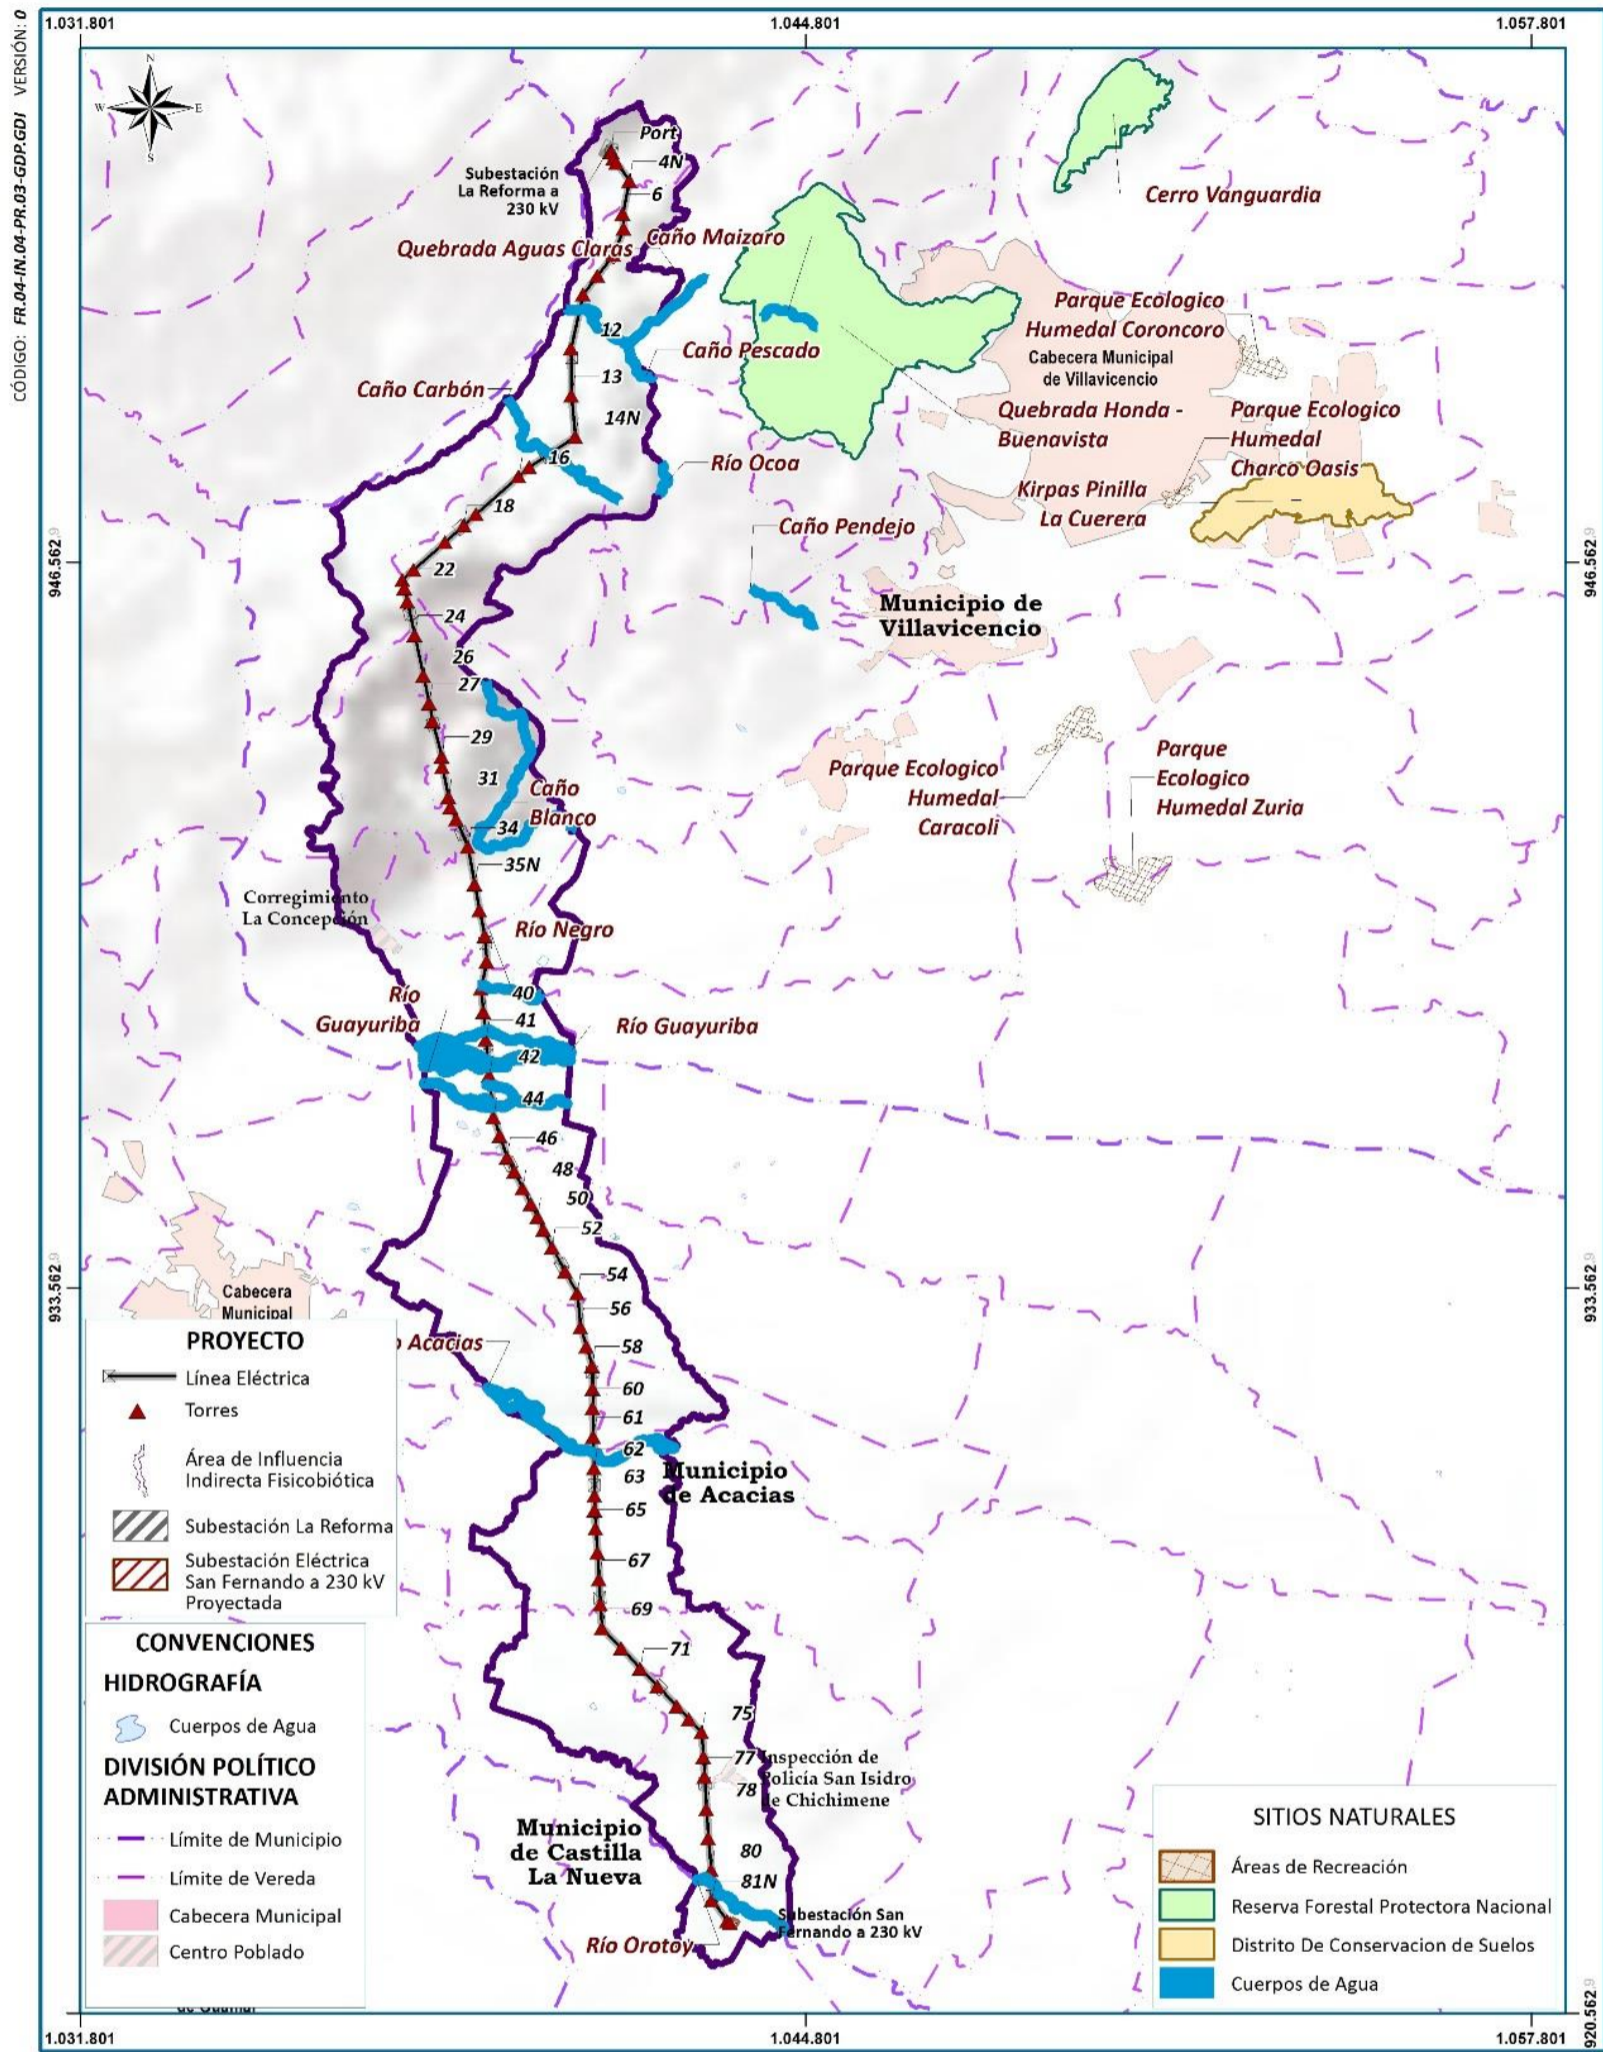 CÓDIGO: FR.04-IN.04-PR.03-GDP.GDI VERSIÓN: 0
1.031.801
1.044.801
1.057.801
N
W
E
S
Port
4N
Subestación
La Reforma a
230 kV
6
Cerro Vanguardia
Quebrada Aguas Claras
Caño Maizaro
Parque Ecologico
Humedal Coroncoro
12
Caño Pescado
Cabecera Municipal
de Villavicencio
13
Caño Carbón
14N
Quebrada Honda -
Buenavista
Parque Ecologico
Humedal
Charco Oasis
16
Río Ocoa
Kirpas Pinilla
La Cuerera
18
Caño Pendejo
946.562,9
946.562,9
22
24
Municipio de
Villavicencio
26
27
29
31
Caño
Blanco
Parque Ecologico
Humedal
Caracoli
Parque
Ecologico
Humedal Zuria
34
35N
Corregimiento
La Concepción
Río Negro
40
Río
Guayuriba
41
Río Guayuriba
42
44
46
48
50
52
54
56
933.562,9
933.562,9
Cabecera
Municipal
58
o Acacias
60
61
62
63
Municipio
de Acacias
65
67
69
71
75
77
Inspección de
Policía San Isidro
de Chichimene
78
Municipio
de Castilla
La Nueva
80
81N
Subestación San
Fernando a 230 kV
Río Orotoy
PROYECTO
Línea Eléctrica
Torres
Área de Influencia
Indirecta Fisicobiótica
Subestación La Reforma
Subestación Eléctrica
San Fernando a 230 kV
Proyectada
CONVENCIONES
HIDROGRAFÍA
Cuerpos de Agua
DIVISIÓN POLÍTICO
ADMINISTRATIVA
Límite de Municipio
Límite de Vereda
Cabecera Municipal
Centro Poblado
SITIOS NATURALES
Áreas de Recreación
Reserva Forestal Protectora Nacional
Distrito De Conservacion de Suelos
Cuerpos de Agua
920.562,9
1.031.801
1.044.801
1.057.801